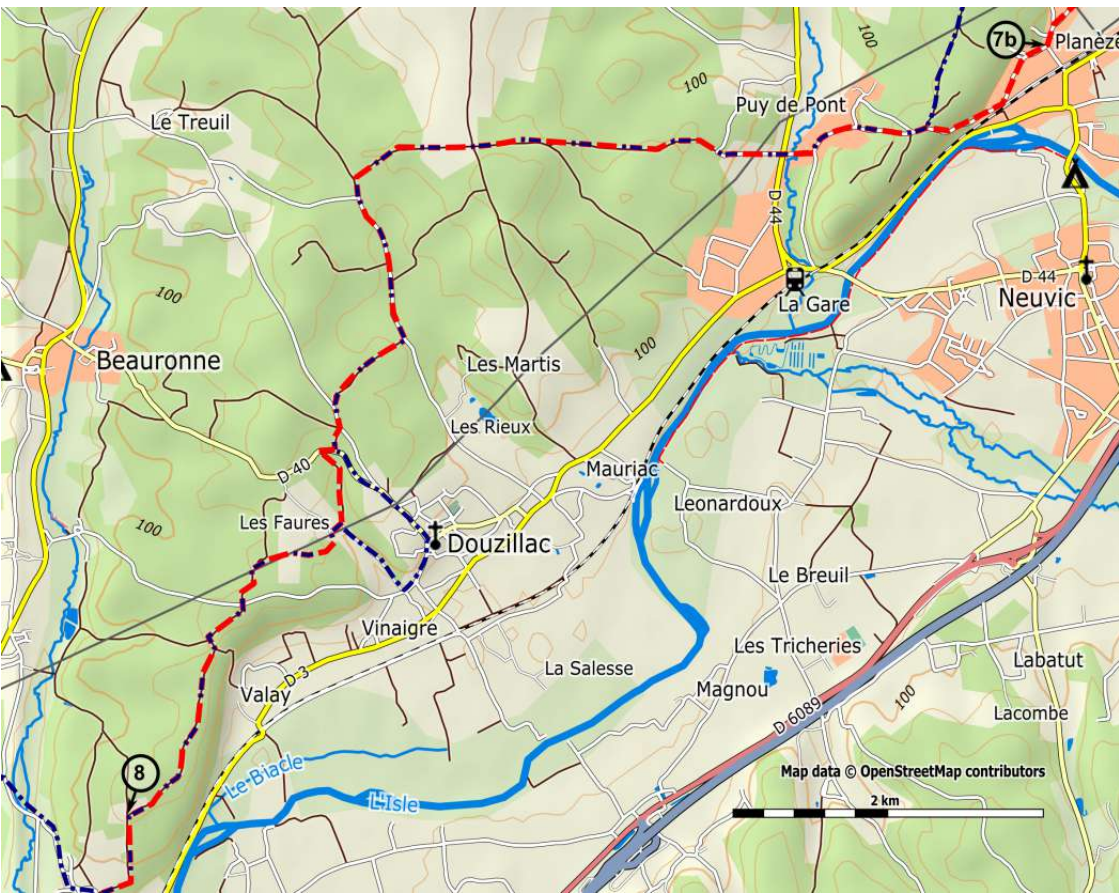 100
7b
Planèze
100
Puy de Pont
Le Treuil
D 44
D 44
Neuvic
La Gare
100
100
Beauronne
Les Martis
Les Rieux
D 40
Mauriac
Leonardoux
100
Les Faures
Douzillac
Le Breuil
Vinaigre
Les Tricheries
La Salesse
Labatut
Valay
D 3
Magnou
100
Lacombe
D 6089
8
Le Biacle
Map data © OpenStreetMap contributors
L'Isle
2 km